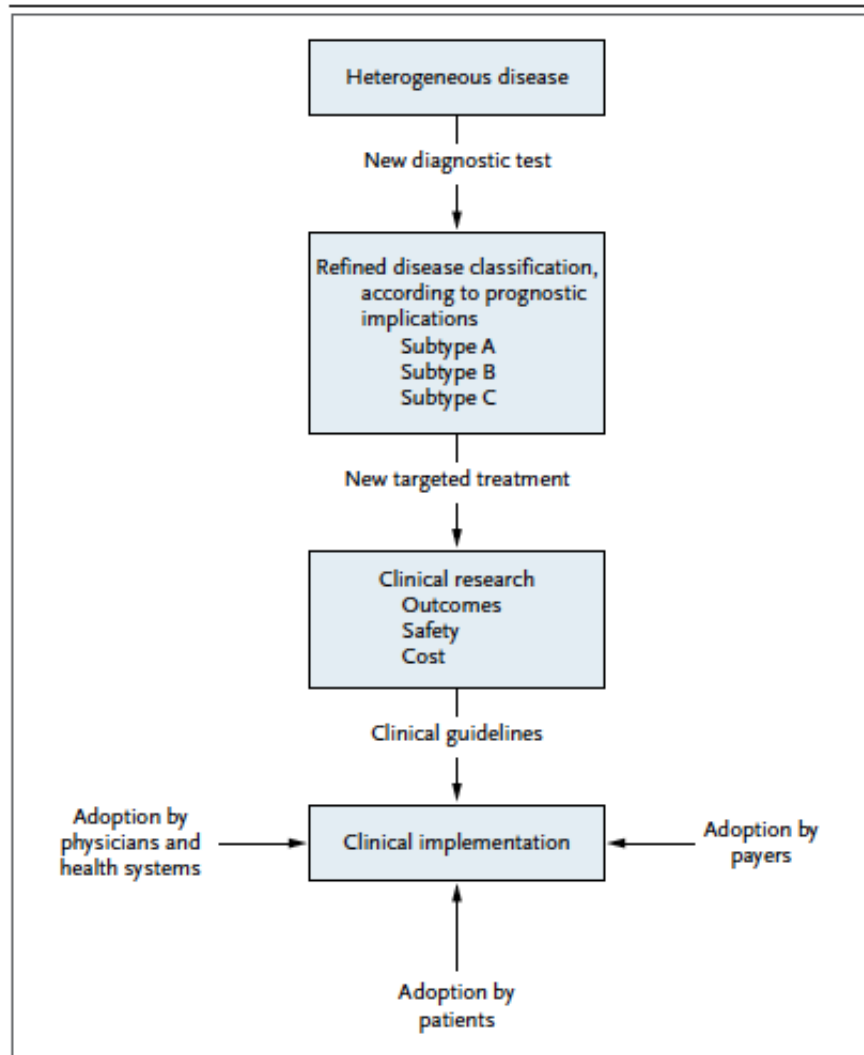 Heterogeneous disease
New diagnostic test
Refined disease classification,
according to prognostic
implications
Subtype A
Subtype B
Subtype C
New targeted treatment
Clinical research
Outcomes
Safety
Cost
Clinical guidelines
Adoption by
physicians and
health systems
Clinical implementation
Adoption by
payers
Adoption by
patients